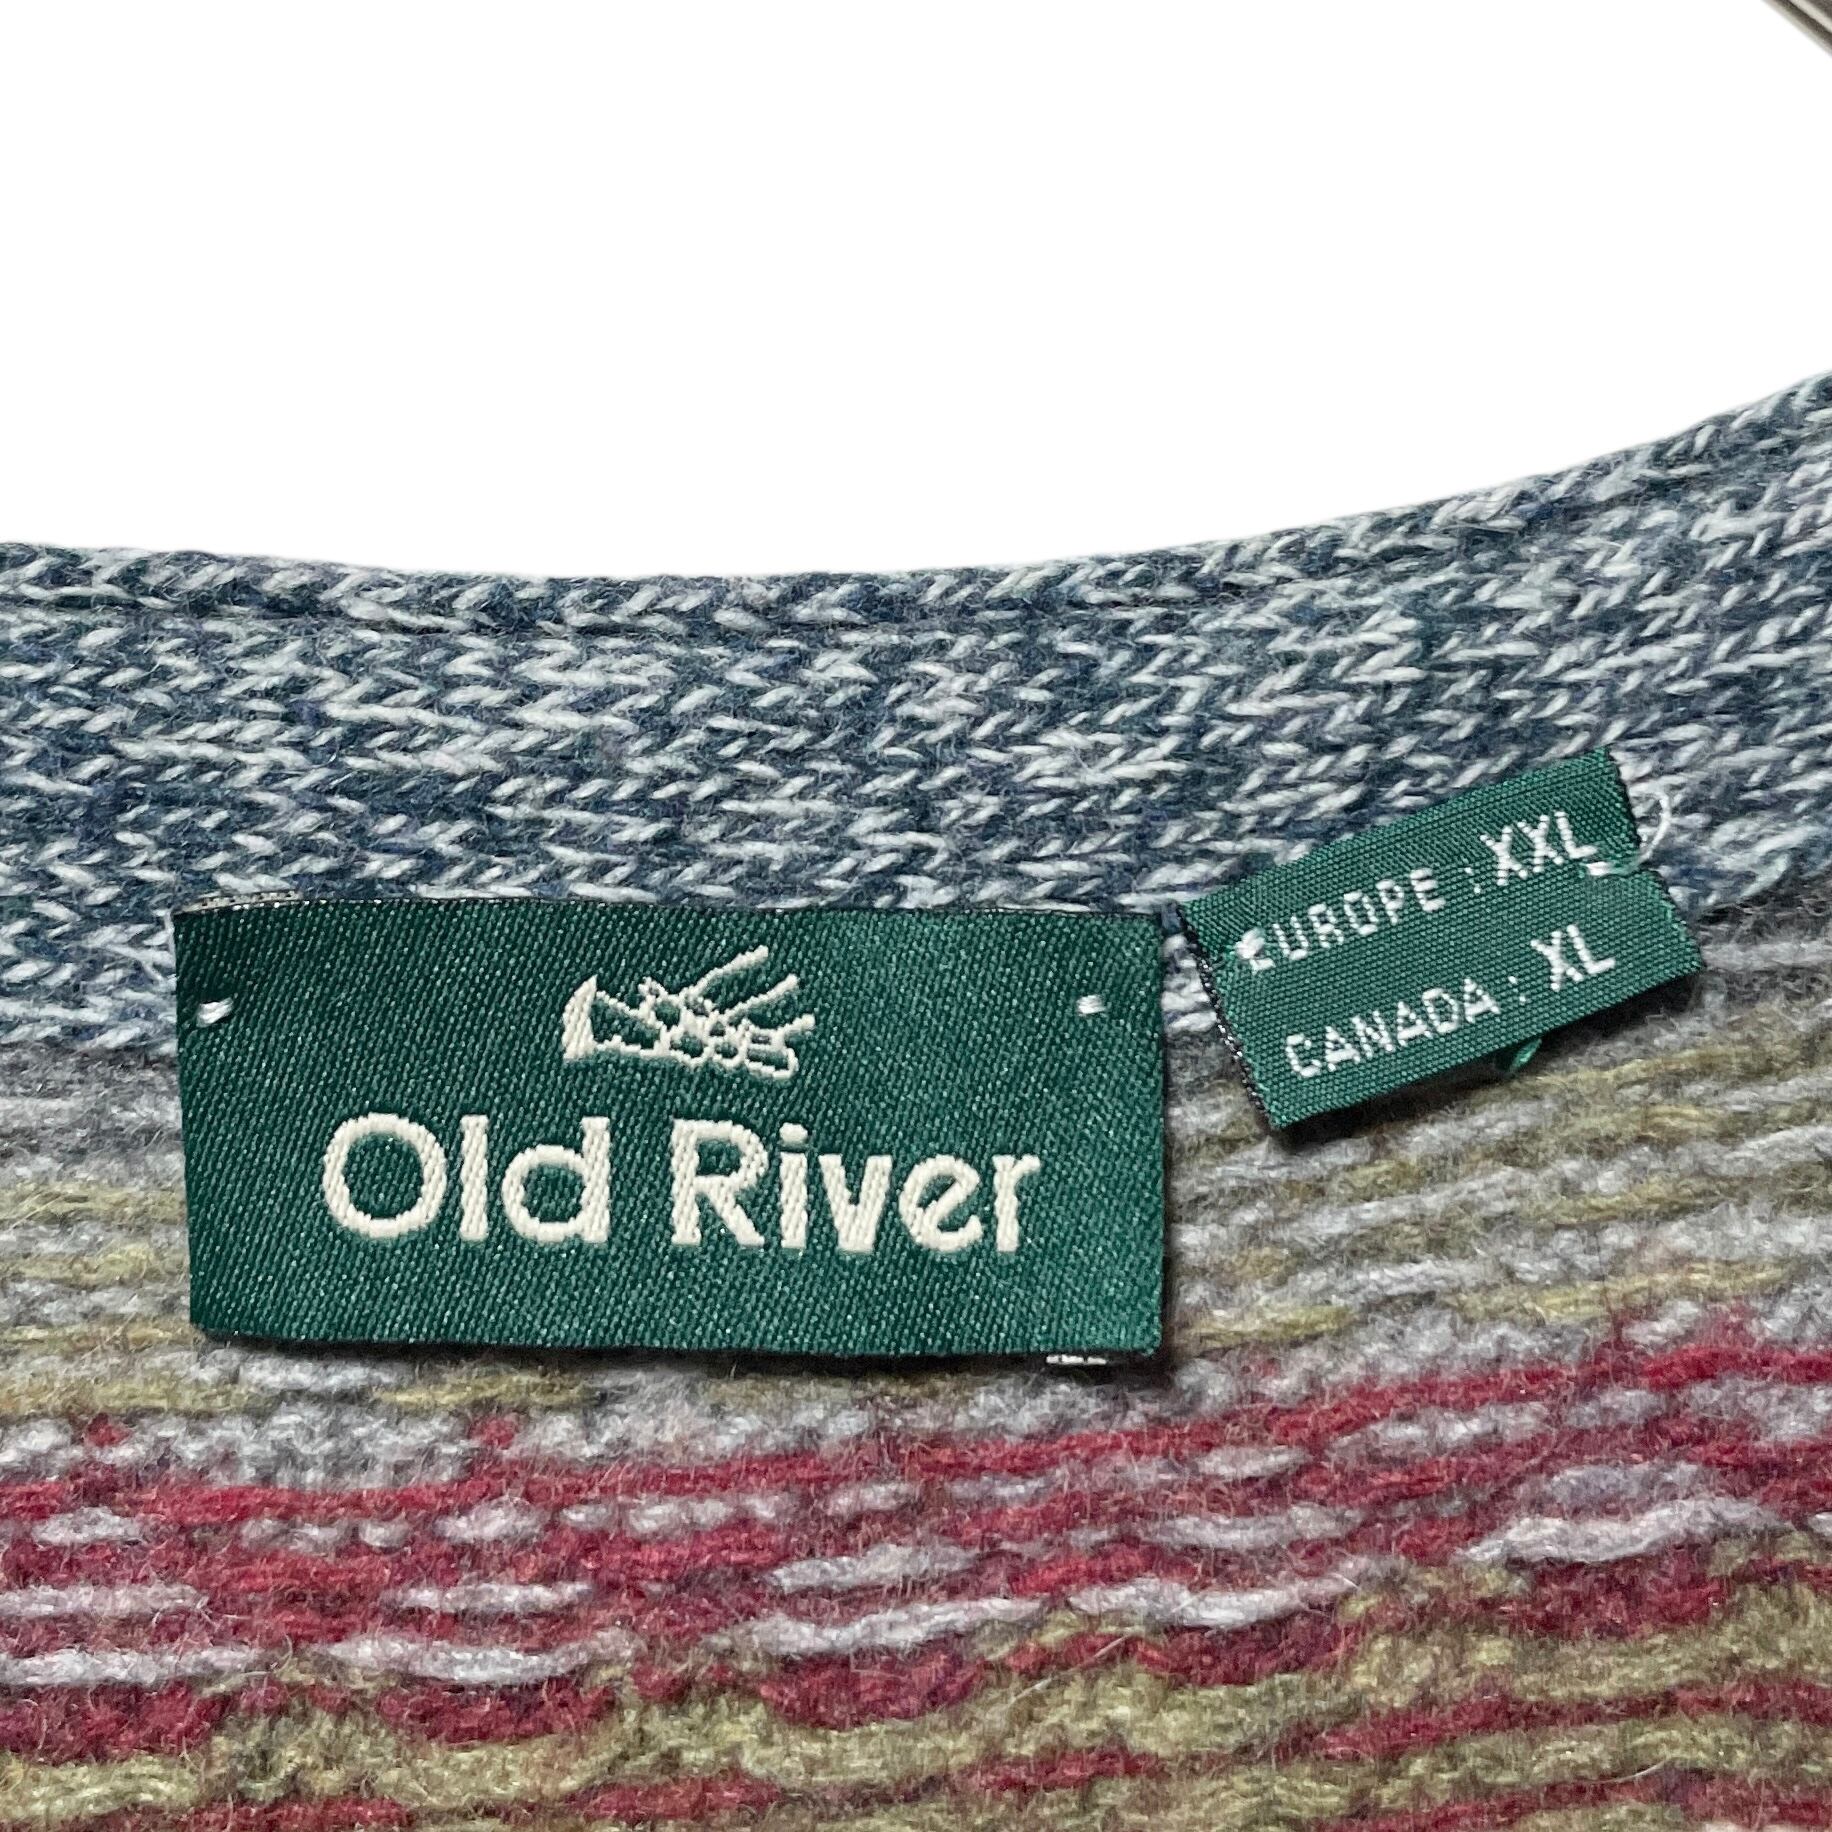 Old River
EUROPE : XXL
CANADA : XL